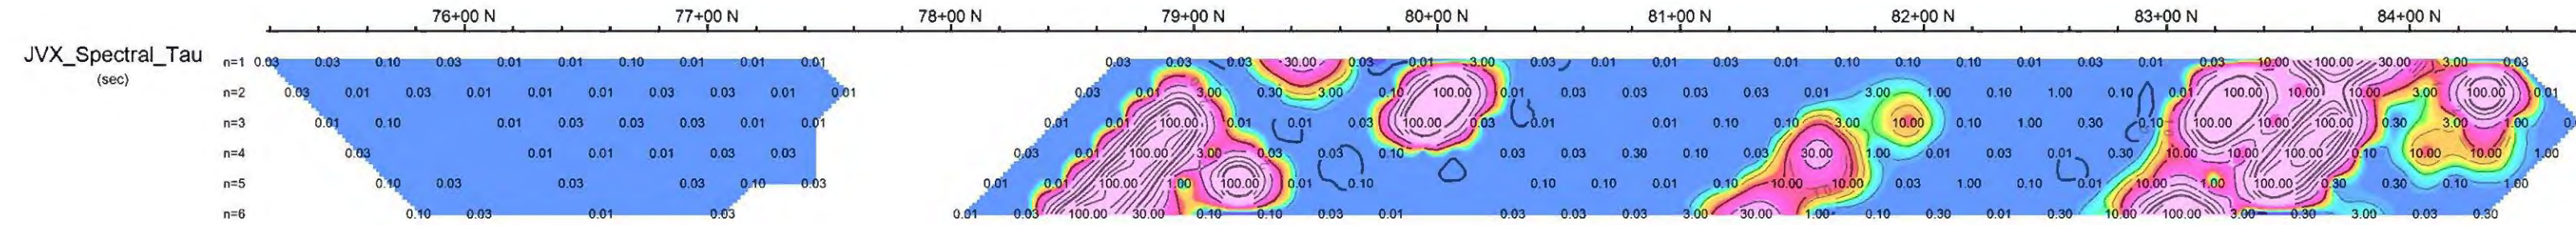 76+00 N 77+00 N 78+00 N 79+00 N 80+00 N 81+00 N 82+00 N 83+00 N 84+00 N
JVX_Spectral_Tau
(sec)
n=1 0.03 0.03 0.10 0.03 0.01 0.01 0.10 0.01 0.01 0.01 0.03 0.03 0.03 30.00 0.03 0.01 3.00 0.03 0.01 0.01 0.03 0.01 0.10 0.10 0.10 0.01 0.03 0.01 0.03 10.00 100.00 30.00 3.00 0.03
n=2 0.03 0.01 0.03 0.01 0.01 0.01 0.03 0.03 0.01 0.01 0.03 0.01 3.00 0.30 3.00 0.10 100.00 0.01 0.03 0.03 0.03 0.03 0.01 3.00 1.00 0.10 1.00 0.10 0.01 100.00 10.00 10.00 3.00 100.00 0.01
n=3 0.01 0.10 0.01 0.03 0.03 0.03 0.01 0.01 0.01 0.01 100.00 0.01 0.01 0.03 100.00 0.03 0.01 0.01 0.10 0.10 3.00 10.00 0.10 1.00 0.30 0.10 100.00 10.00 100.00 0.30 3.00 1.00
n=4 0.03 0.01 0.01 0.01 0.03 0.03 0.03 0.01 100.00 3.00 0.03 0.03 0.10 0.03 0.03 0.30 0.10 0.03 30.00 1.00 0.01 0.03 0.01 0.30 10.00 10.00 100.00 0.10 10.00 10.00 1.00
n=5 0.10 0.03 0.03 0.03 0.10 0.03 0.01 0.01 100.00 1.00 100.00 0.01 0.10 0.10 0.10 0.01 0.10 10.00 10.00 0.03 1.00 0.10 0.01 10.00 1.00 100.00 0.30 0.30 0.10 1.00
n=6 0.10 0.03 0.01 0.03 0.01 0.03 100.00 30.00 0.10 0.10 0.03 0.01 0.03 0.03 0.03 3.00 30.00 1.00 0.10 0.30 0.01 0.30 10.00 100.00 3.00 0.30 3.00 0.03 0.30